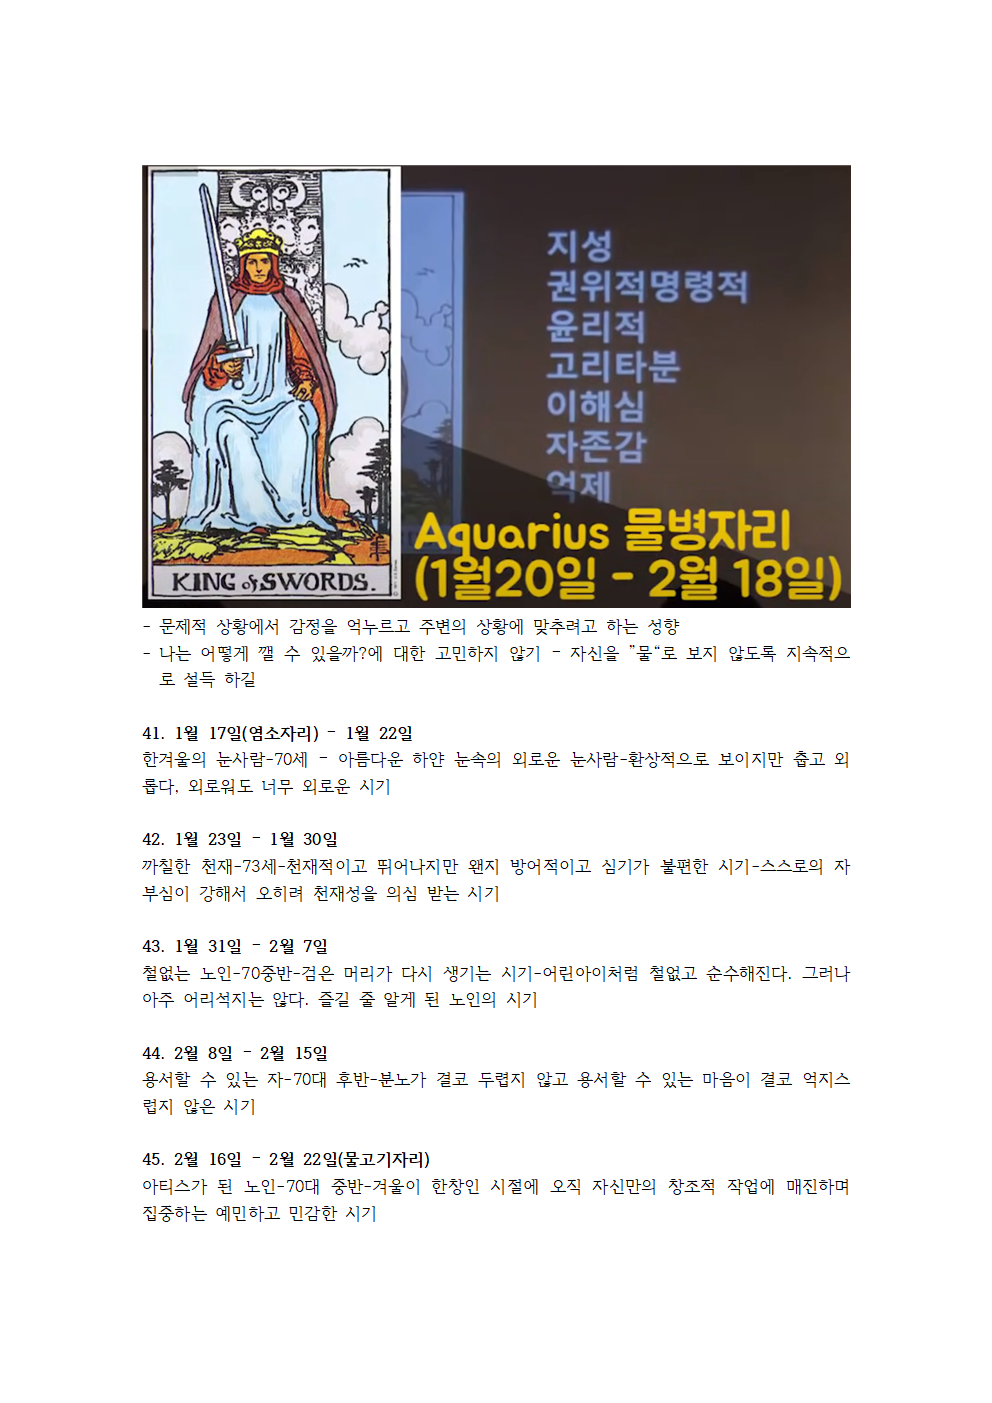 지성
권위적명령적
윤리적
고리타분
이해심
자존감
억제
Aquarius 물병자리
(1월20일 - 2월 18일)
KING of SWORDS.
- 문제적 상황에서 감정을 억누르고 주변의 상황에 맞추려고 하는 성향
- 나는 어떻게 깰 수 있을까?에 대한 고민하지 않기 - 자신을 ”물“로 보지 않도록 지속적으
로 설득 하길
41. 1월 17일(염소자리) - 1월 22일
한겨울의 눈사람-70세 - 아름다운 하얀 눈속의 외로운 눈사람-환상적으로 보이지만 춥고 외
롭다, 외로워도 너무 외로운 시기
42. 1월 23일 - 1월 30일
까칠한 천재-73세-천재적이고 뛰어나지만 왠지 방어적이고 심기가 불편한 시기-스스로의 자
부심이 강해서 오히려 천재성을 의심 받는 시기
43. 1월 31일 - 2월 7일
철없는 노인-70중반-검은 머리가 다시 생기는 시기-어린아이처럼 철없고 순수해진다. 그러나
아주 어리석지는 않다. 즐길 줄 알게 된 노인의 시기
44. 2월 8일 - 2월 15일
용서할 수 있는 자-70대 후반-분노가 결코 두렵지 않고 용서할 수 있는 마음이 결코 억지스
럽지 않은 시기
45. 2월 16일 - 2월 22일(물고기자리)
아티스가 된 노인-70대 중반-겨울이 한창인 시절에 오직 자신만의 창조적 작업에 매진하며
집중하는 예민하고 민감한 시기